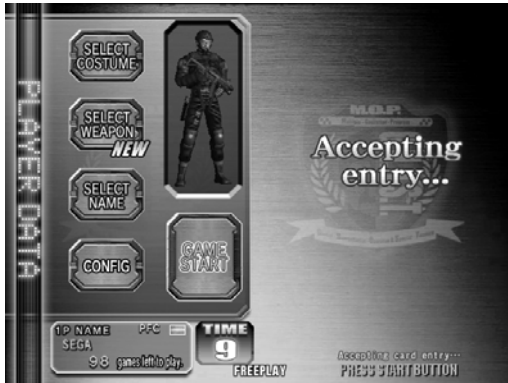 PLAYER DATA
SELECT
COSTUME
SELECT
WEAPON
NEW
SELECT
NAME
CONFIG
GAME
START
1P NAME PFC
SEGA
98 games left to play.
TIME
9
FREEPLAY
M.O.P.
Accepting
entry...
Accepting card entry...
PRESS START BUTTON